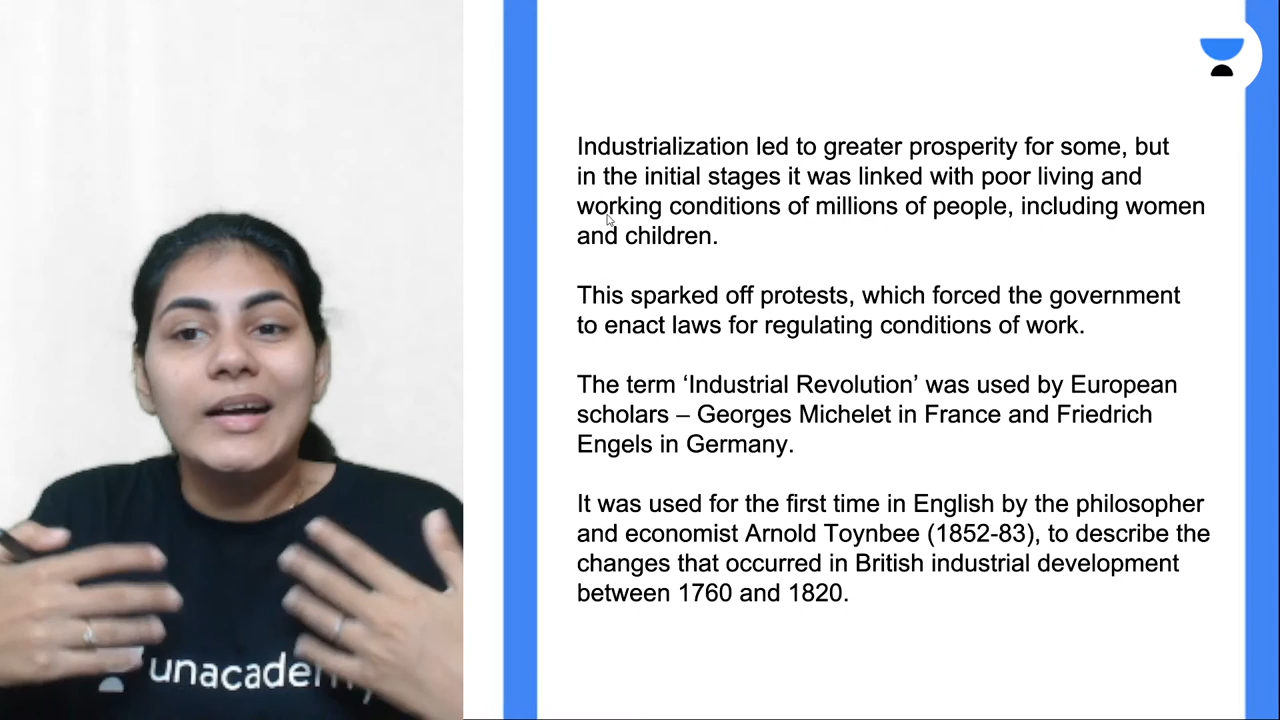 Industrialization led to greater prosperity for some, but
in the initial stages it was linked with poor living and
working conditions of millions of people, including women
and children.
This sparked off protests, which forced the government
to enact laws for regulating conditions of work.
The term ‘Industrial Revolution’ was used by European
scholars – Georges Michelet in France and Friedrich
Engels in Germany.
It was used for the first time in English by the philosopher
and economist Arnold Toynbee (1852-83), to describe the
changes that occurred in British industrial development
between 1760 and 1820.
unacademy